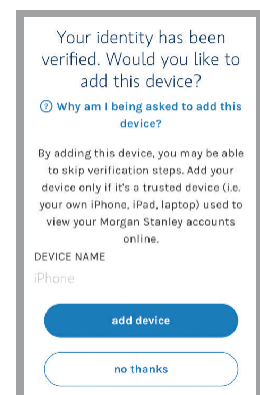 Your identity has been
verified. Would you like to
add this device?
Why am I being asked to add this
device?
By adding this device, you may be able
to skip verification steps. Add your
device only if it's a trusted device (i.e.
your own iPhone, iPad, laptop) used to
view your Morgan Stanley accounts
online.
DEVICE NAME
iPhone
add device
no thanks